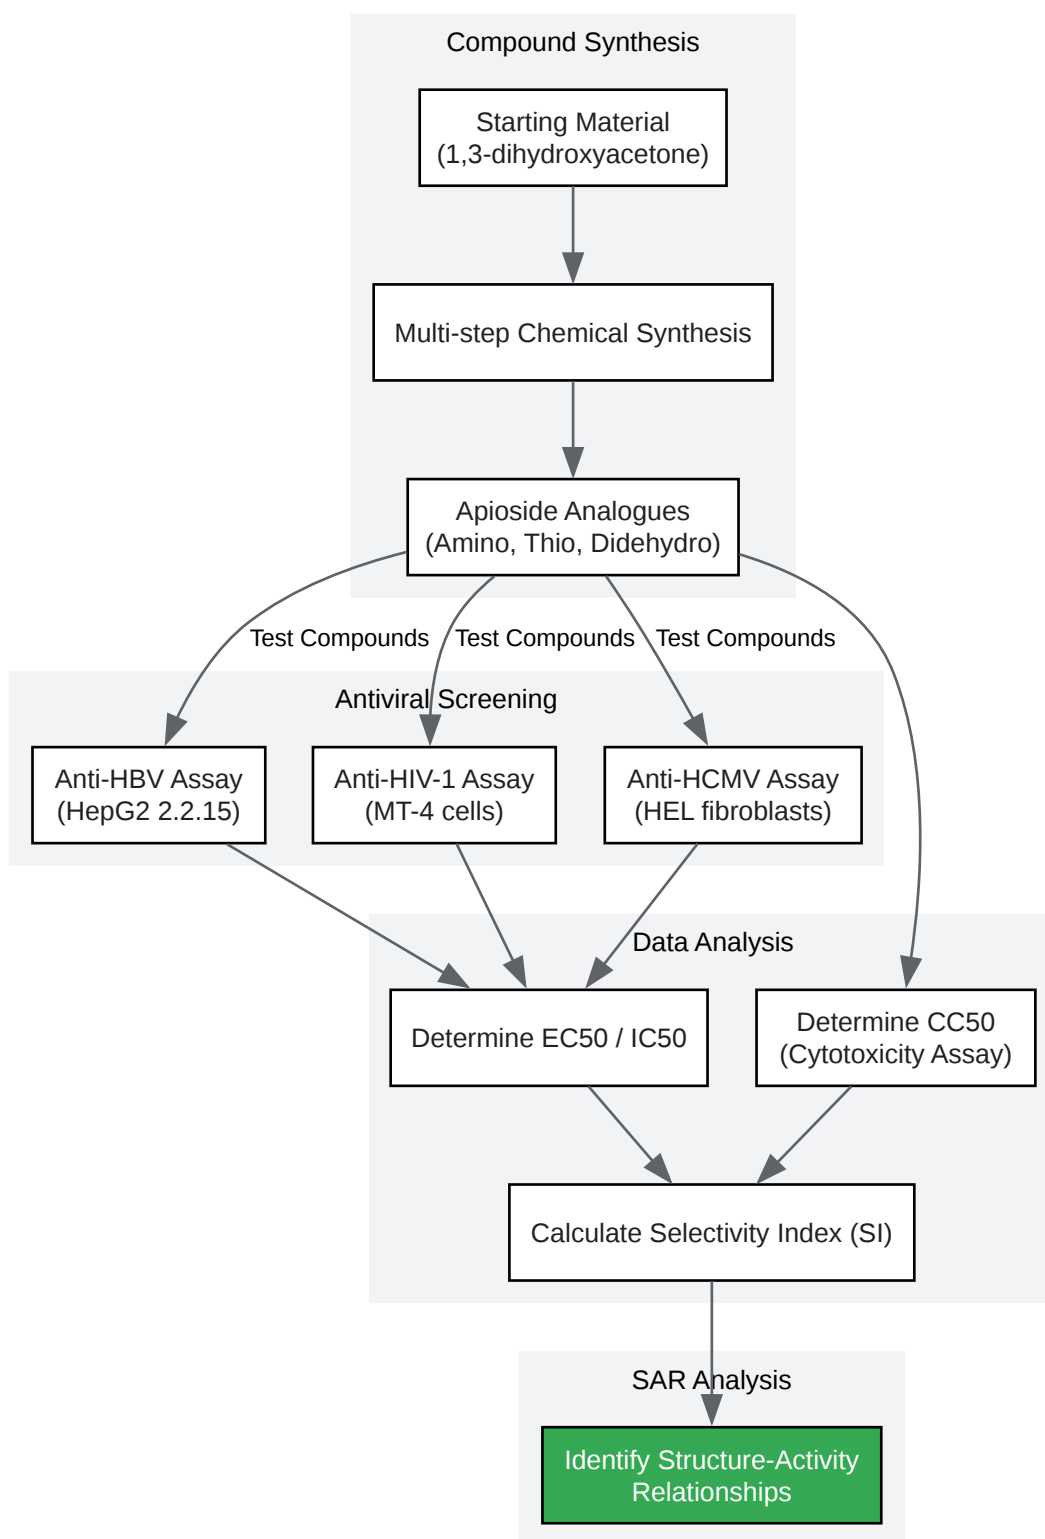 Compound Synthesis
Starting Material
(1,3-dihydroxyacetone)
Multi-step Chemical Synthesis
Apioside Analogues
(Amino, Thio, Didehydro)
Test Compounds
Test Compounds
Test Compounds
Antiviral Screening
Anti-HBV Assay
(HepG2 2.2.15)
Anti-HIV-1 Assay
(MT-4 cells)
Anti-HCMV Assay
(HEL fibroblasts)
Data Analysis
Determine EC50 / IC50
Determine CC50
(Cytotoxicity Assay)
Calculate Selectivity Index (SI)
SAR Analysis
Identify Structure-Activity
Relationships